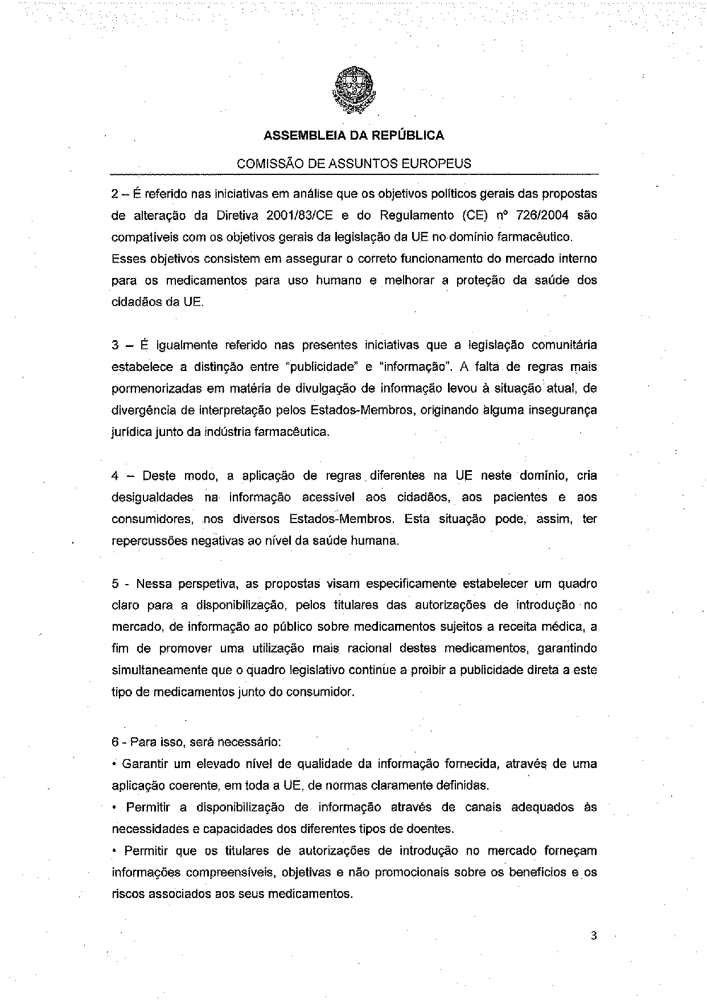 ASSEMBLEIA DA REPÚBLICA
COMISSÃO DE ASSUNTOS EUROPEUS
2 – É referido nas iniciativas em análise que os objetivos políticos gerais das propostas
de alteração da Diretiva 2001/83/CE e do Regulamento (CE) nº 726/2004 são
compatíveis com os objetivos gerais da legislação da UE no domínio farmacêutico.
Esses objetivos consistem em assegurar o correto funcionamento do mercado interno
para os medicamentos para uso humano e melhorar a proteção da saúde dos
cidadãos da UE.
3 – É igualmente referido nas presentes iniciativas que a legislação comunitária
estabelece a distinção entre "publicidade" e "informação". A falta de regras mais
pormenorizadas em matéria de divulgação de informação levou à situação atual, de
divergência de interpretação pelos Estados-Membros, originando alguma insegurança
jurídica junto da indústria farmacêutica.
4 – Deste modo, a aplicação de regras diferentes na UE neste domínio, cria
desigualdades na informação acessível aos cidadãos, aos pacientes e aos
consumidores, nos diversos Estados-Membros. Esta situação pode, assim, ter
repercussões negativas ao nível da saúde humana.
5 - Nessa perspetiva, as propostas visam especificamente estabelecer um quadro
claro para a disponibilização, pelos titulares das autorizações de introdução no
mercado, de informação ao público sobre medicamentos sujeitos a receita médica, a
fim de promover uma utilização mais racional destes medicamentos, garantindo
simultaneamente que o quadro legislativo continue a proibir a publicidade direta a este
tipo de medicamentos junto do consumidor.
6 - Para isso, será necessário:
• Garantir um elevado nível de qualidade da informação fornecida, através de uma
aplicação coerente, em toda a UE, de normas claramente definidas.
• Permitir a disponibilização de informação através de canais adequados às
necessidades e capacidades dos diferentes tipos de doentes.
• Permitir que os titulares de autorizações de introdução no mercado forneçam
informações compreensíveis, objetivas e não promocionais sobre os benefícios e os
riscos associados aos seus medicamentos.
3